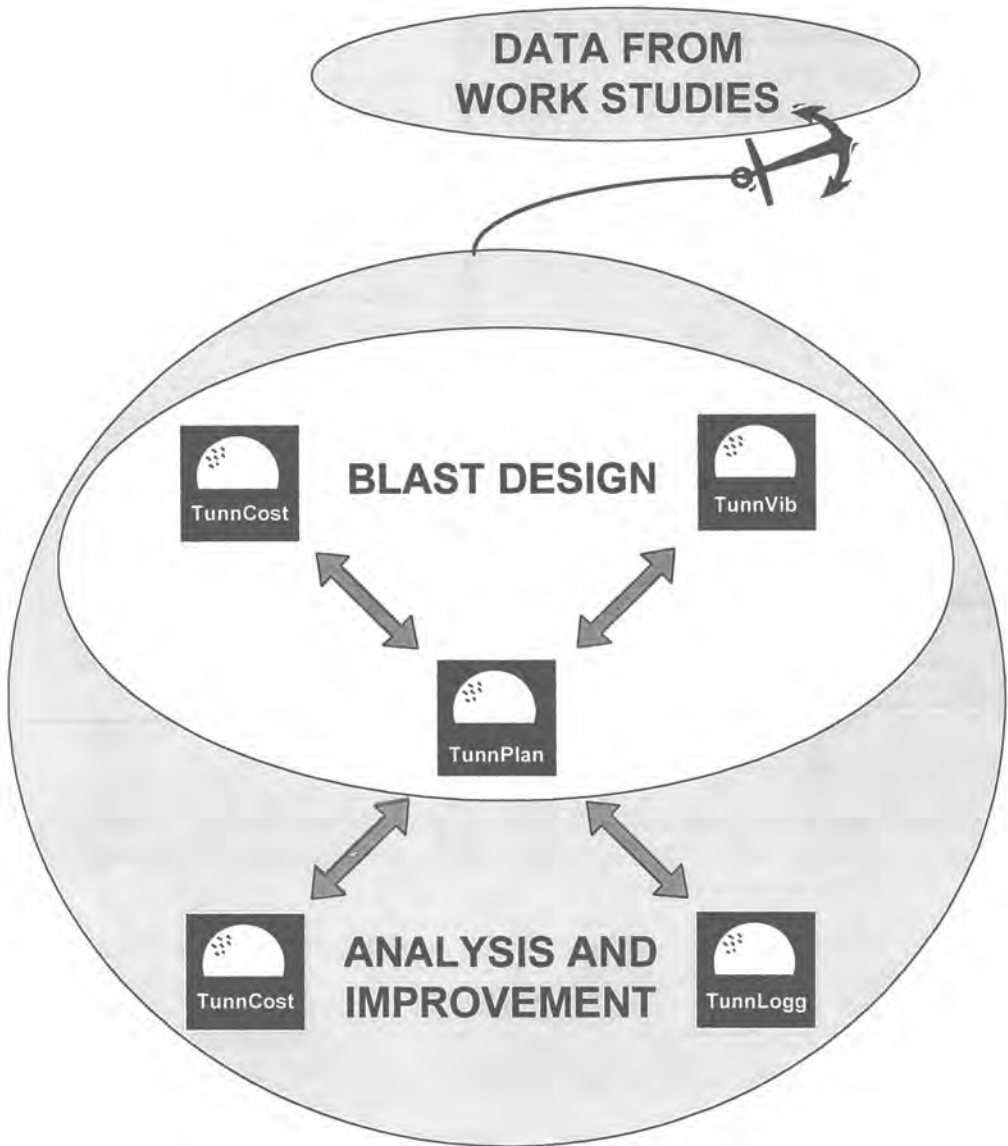 DATA FROM
WORK STUDIES
TunnCost
BLAST DESIGN
TunnVib
TunnPlan
TunnCost
ANALYSIS AND
IMPROVEMENT
TunnLogg